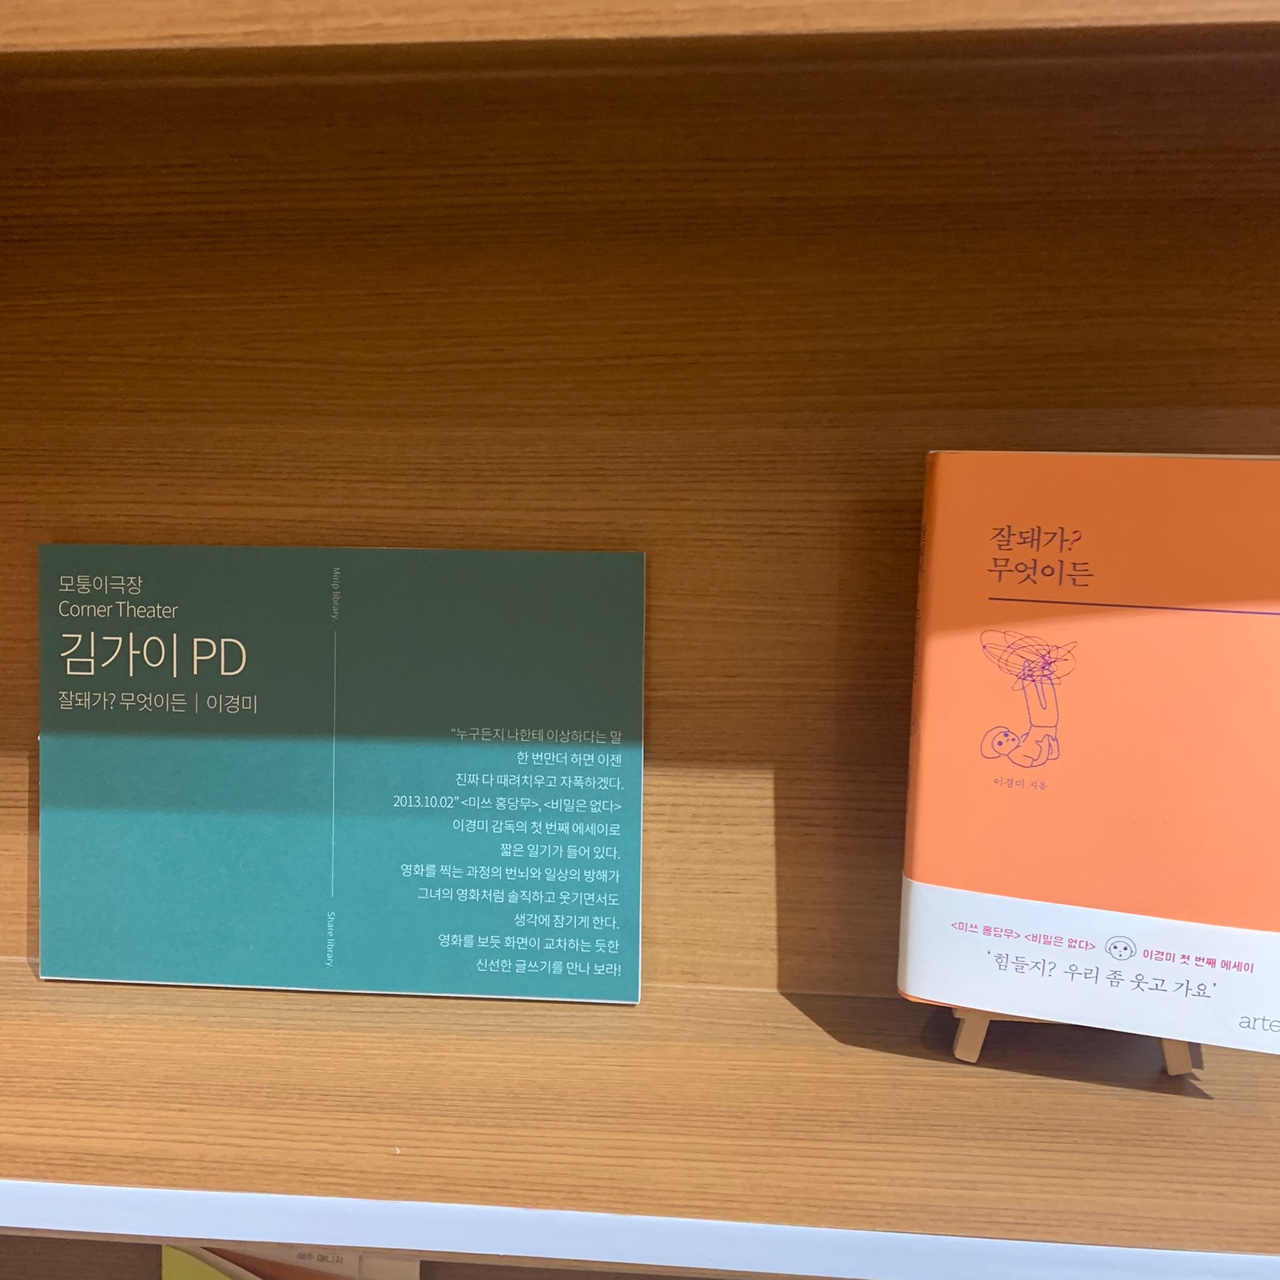 모퉁이극장
Corner Theater
김가이 PD
잘돼가? 무엇이든 | 이경미
Share library
“누구든지 나한테 이상하다는 말
한 번만더 하면 이젠
진짜 다 때려치우고 자폭하겠다.
2013.10.02” <미쓰 홍당무>, <비밀은 없다>
이경미 감독의 첫 번째 에세이로
짧은 일기가 들어 있다.
영화를 찍는 과정의 번뇌와 일상의 방해가
그녀의 영화처럼 솔직하고 웃기면서도
생각에 잠기게 한다.
영화를 보듯 화면이 교차하는 듯한
신선한 글쓰기를 만나 보라!
잘돼가?
무엇이든
이경미 지음
<미쓰 홍당무> <비밀은 없다> 이경미 첫 번째 에세이
‘힘들지? 우리 좀 웃고 가요’
arte